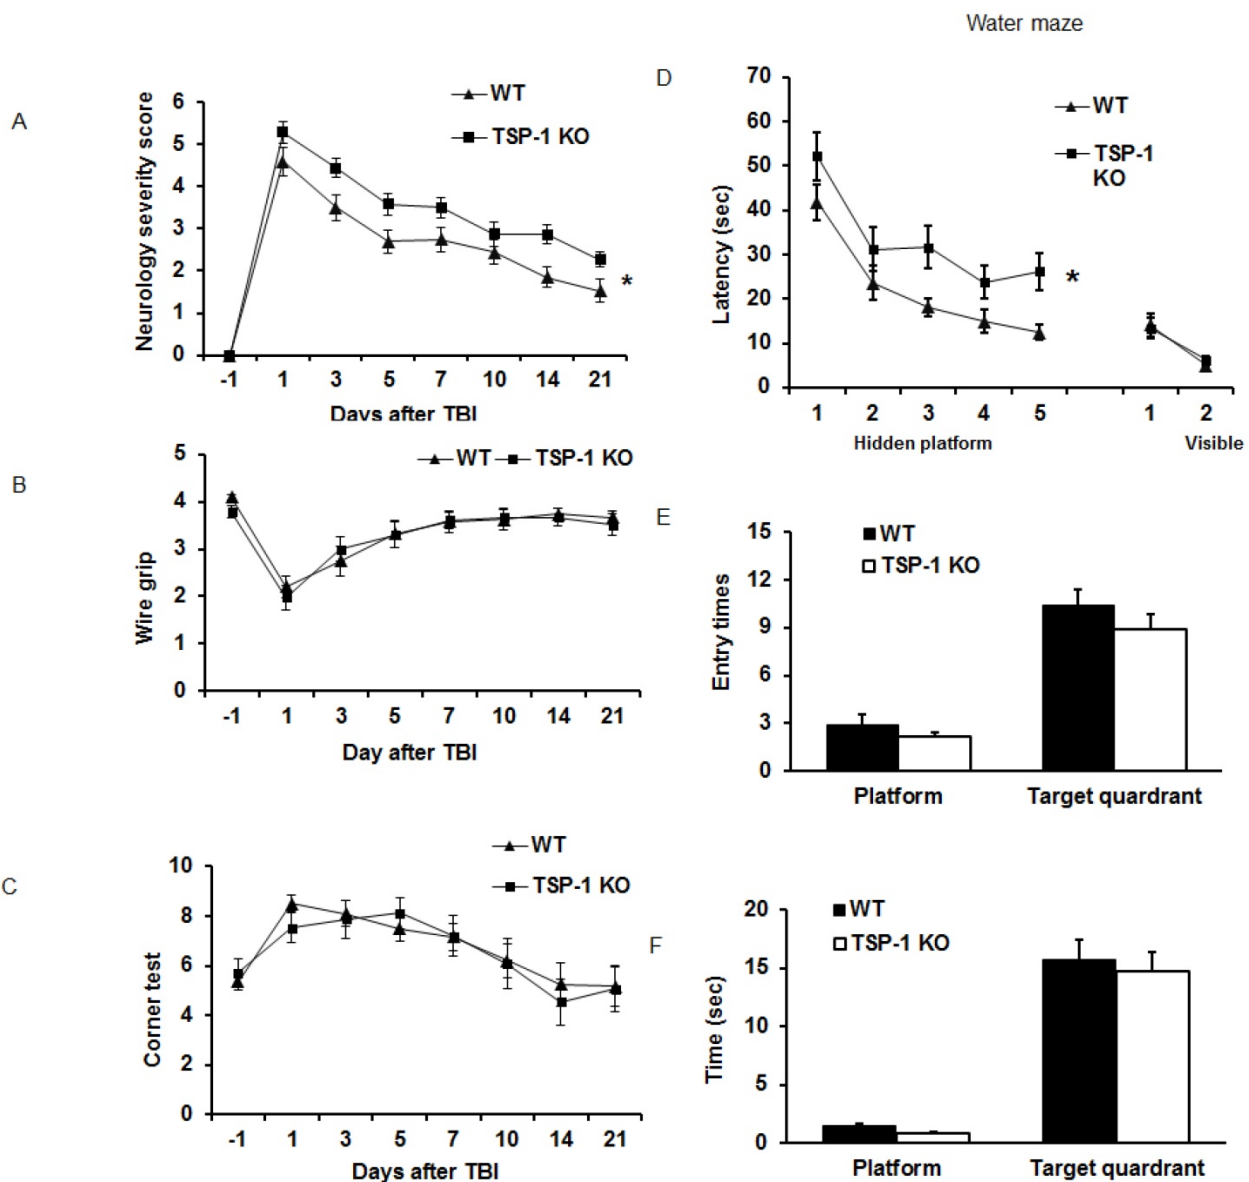 Water maze
A
WT
TSP-1 KO
Neurology severity score
6
5
4
3
2
1
0
*
-1 1 3 5 7 10 14 21
Days after TBI
B
WT TSP-1 KO
Wire grip
5
4
3
2
1
0
-1 1 3 5 7 10 14 21
Day after TBI
C
WT
TSP-1 KO
Corner test
10
8
6
4
2
0
-1 1 3 5 7 10 14 21
Days after TBI
D
WT
TSP-1
KO
Latency (sec)
70
60
50
40
30
20
10
0
*
1 2 3 4 5 1 2
Hidden platform Visible
E
WT
TSP-1 KO
Entry times
15
12
9
6
3
0
Platform Target quardrant
F
WT
TSP-1 KO
Time (sec)
20
15
10
5
0
Platform Target quardrant